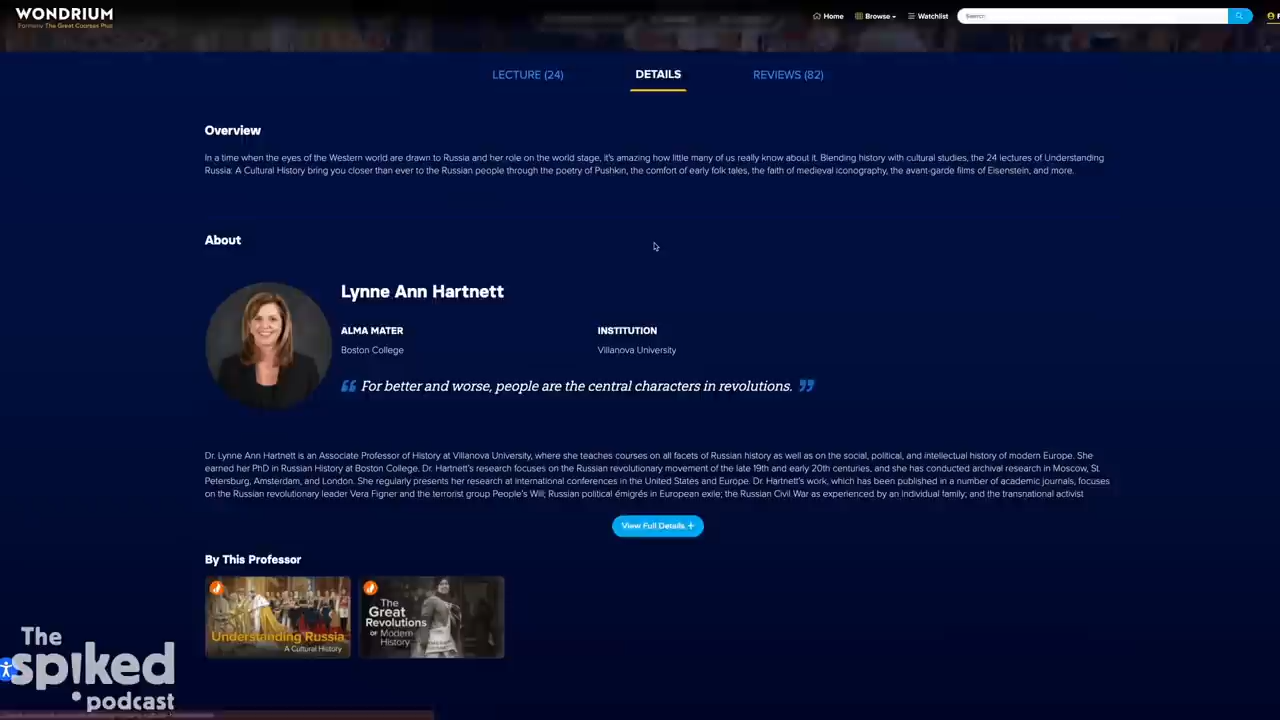 WONDRIUM
Formerly The Great Courses Plus
Home
Browse
Watchlist
Search
LECTURE (24)
DETAILS
REVIEWS (82)
Overview
In a time when the eyes of the Western world are drawn to Russia and her role on the world stage, it's amazing how little many of us really know about it. Blending history with cultural studies, the 24 lectures of Understanding
Russia: A Cultural History bring you closer than ever to the Russian people through the poetry of Pushkin, the comfort of early folk tales, the faith of medieval iconography, the avant-garde films of Eisenstein, and more.
About
Lynne Ann Hartnett
ALMA MATER
INSTITUTION
Boston College
Villanova University
“ For better and worse, people are the central characters in revolutions. ”
Dr. Lynne Ann Hartnett is an Associate Professor of History at Villanova University, where she teaches courses on all facets of Russian history as well as on the social, political, and intellectual history of modern Europe. She
earned her PhD in Russian History at Boston College. Dr. Hartnett's research focuses on the Russian revolutionary movement of the late 19th and early 20th centuries, and she has conducted archival research in Moscow, St.
Petersburg, Amsterdam, and London. She regularly presents her research at international conferences in the United States and Europe. Dr. Hartnett's work, which has been published in a number of academic journals, focuses
on the Russian revolutionary leader Vera Figner and the terrorist group People's Will; Russian political émigrés in European exile; the Russian Civil War as experienced by an individual family; and the transnational activist
View Full Details +
By This Professor
Understanding Russia
A Cultural History
The
Great
Revolutions
OF Modern
History
The
spiked
podcast